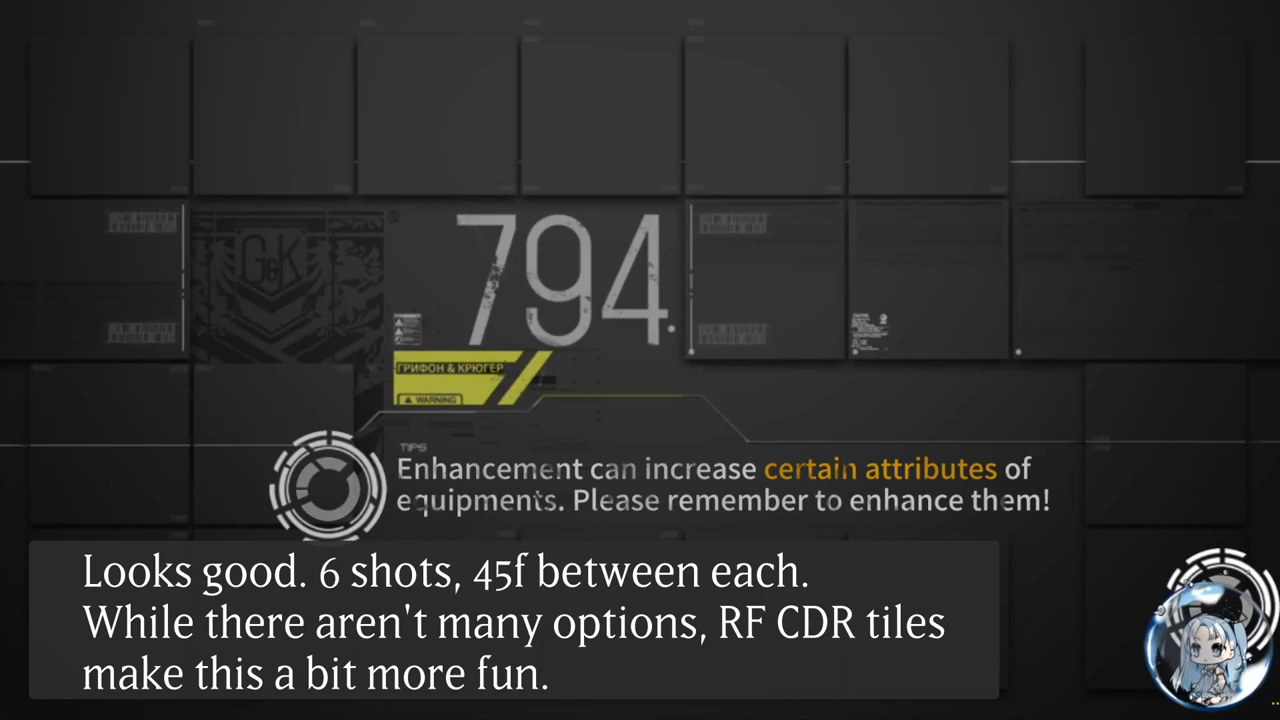 G&K
794.
ГРИФОН & КРЮГЕР
WARNING
TIPS
Enhancement can increase certain attributes of
equipments. Please remember to enhance them!
Looks good. 6 shots, 45f between each.
While there aren't many options, RF CDR tiles
make this a bit more fun.